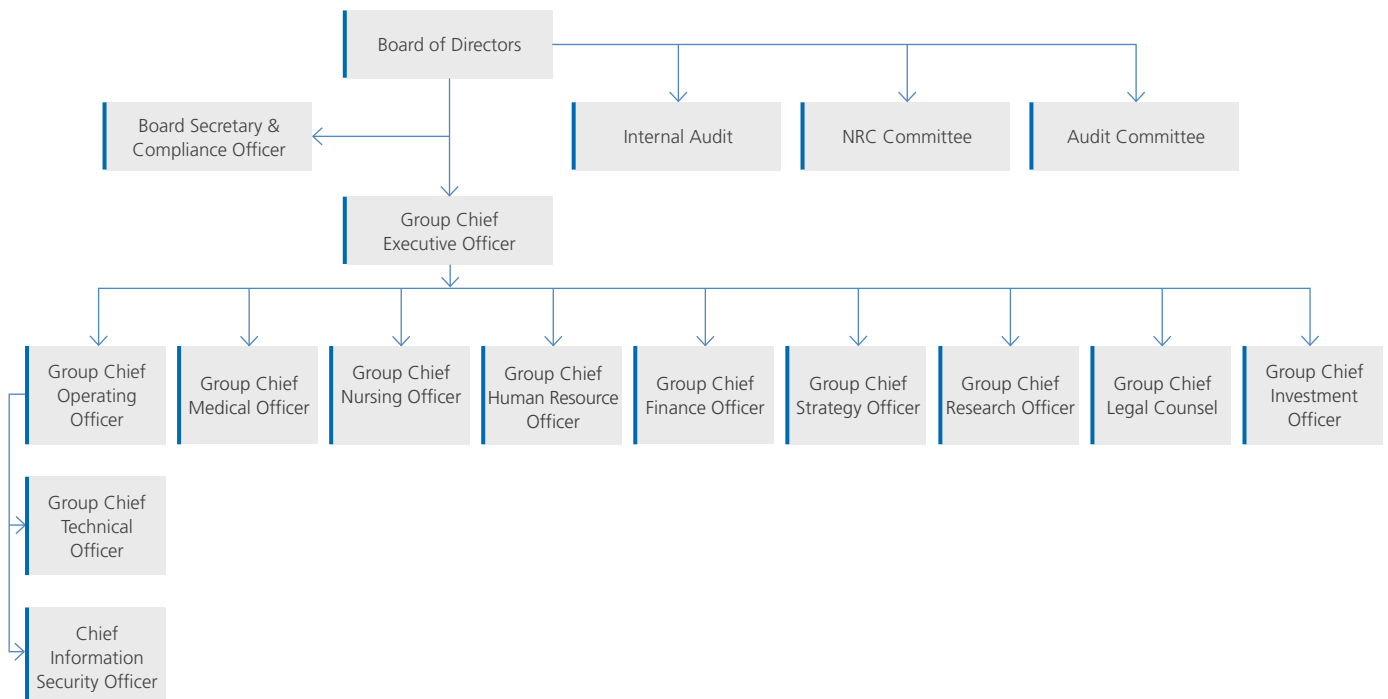 Board of Directors
Board Secretary &
Compliance Officer
Internal Audit
NRC Committee
Audit Committee
Group Chief
Executive Officer
Group Chief
Operating
Officer
Group Chief
Medical Officer
Group Chief
Nursing Officer
Group Chief
Human Resource
Officer
Group Chief
Finance Officer
Group Chief
Strategy Officer
Group Chief
Research Officer
Group Chief
Legal Counsel
Group Chief
Investment
Officer
Group Chief
Technical
Officer
Chief
Information
Security Officer